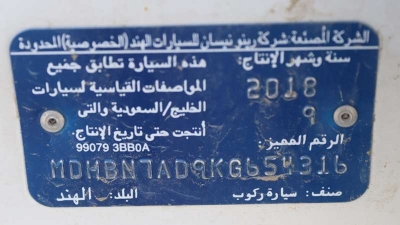 الشركة المصنعة: شركة رينو نيسان للسيارات الهند (الخصوصية) المحدودة
سنة وشهر الإنتاج:
2018
9
هذه السيارة تطابق جميع
المواصفات القياسية لسيارات
الخليج/السعودية والتى
أنتجت حتى تاريخ الإنتاج.
الرقم المميز:
99079 3BB0A
MDHBN7AD9KG654316
صنف: سيارة ركوب
البلد: الهند